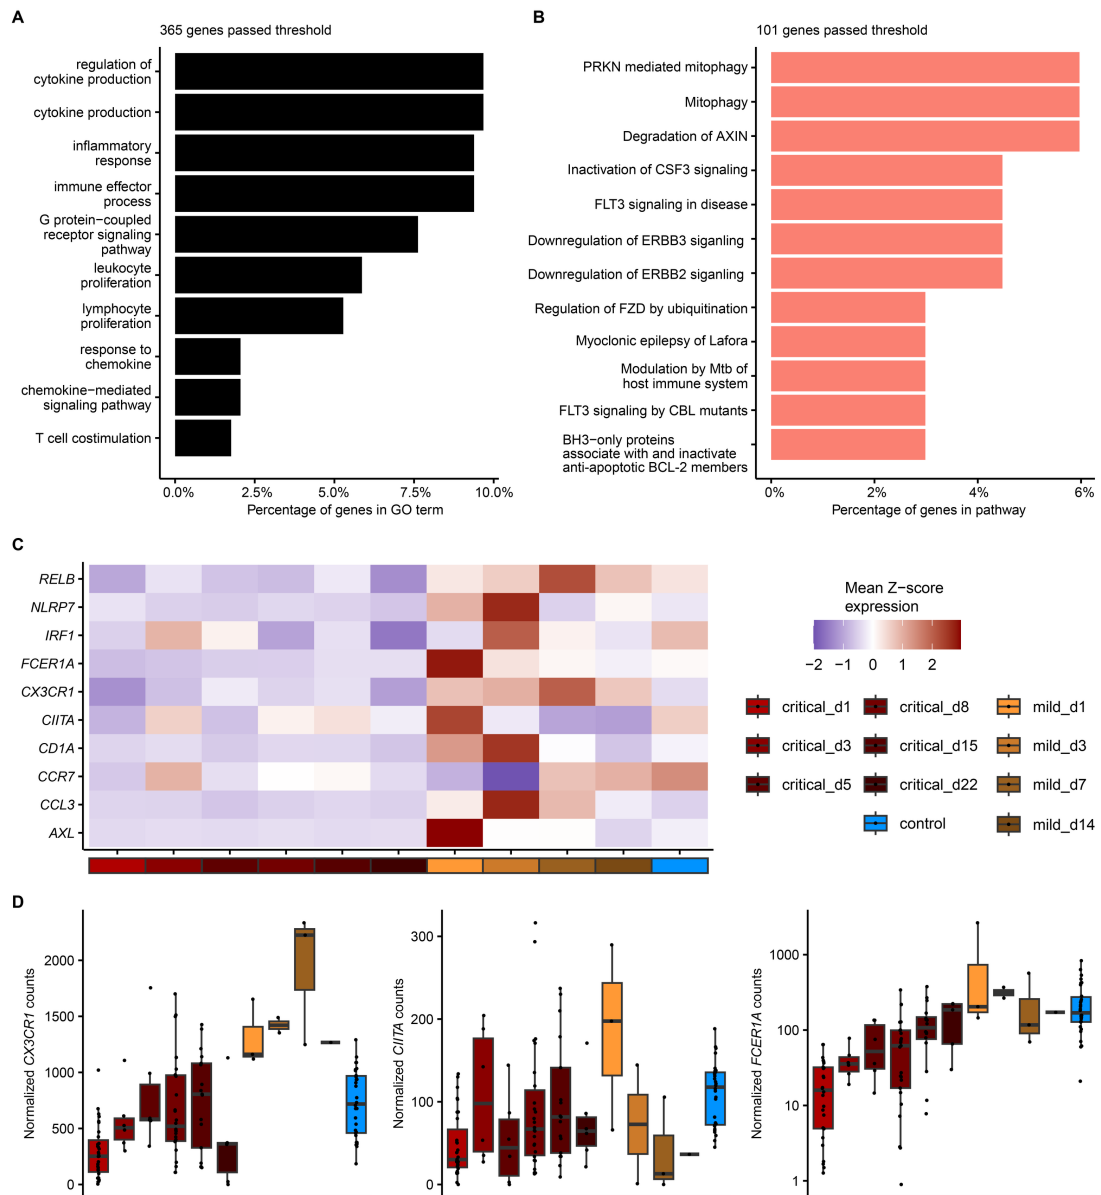 A
365 genes passed threshold
regulation of
cytokine production
cytokine production
inflammatory
response
immune effector
process
G protein−coupled
receptor signaling
pathway
leukocyte
proliferation
lymphocyte
proliferation
response to
chemokine
chemokine−mediated
signaling pathway
T cell costimulation
0.0% 2.5% 5.0% 7.5% 10.0%
Percentage of genes in GO term
B
101 genes passed threshold
PRKN mediated mitophagy
Mitophagy
Degradation of AXIN
Inactivation of CSF3 signaling
FLT3 signaling in disease
Downregulation of ERBB3 siganling
Downregulation of ERBB2 siganling
Regulation of FZD by ubiquitination
Myoclonic epilepsy of Lafora
Modulation by Mtb of
host immune system
FLT3 signaling by CBL mutants
BH3−only proteins
associate with and inactivate
anti-apoptotic BCL-2 members
0% 2% 4% 6%
Percentage of genes in pathway
C
RELB
NLRP7
IRF1
FCER1A
CX3CR1
CIITA
CD1A
CCR7
CCL3
AXL
Mean Z−score
expression
−2 −1 0 1 2
critical_d1 critical_d8 mild_d1
critical_d3 critical_d15 mild_d3
critical_d5 critical_d22 mild_d7
control mild_d14
D
Normalized CX3CR1 counts
2000
1500
1000
500
0
Normalized CIITA counts
300
200
100
0
Normalized FCER1A counts
1000
100
10
1